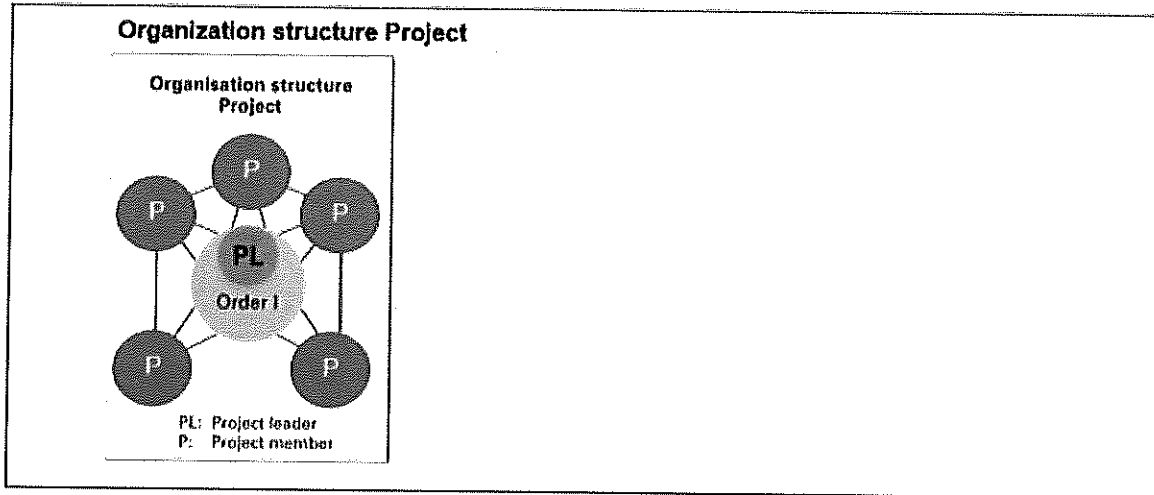 Organization structure Project
Organisation structure
Project
P
P
P
PL
Order I
P
P
PL: Project leader
P: Project member